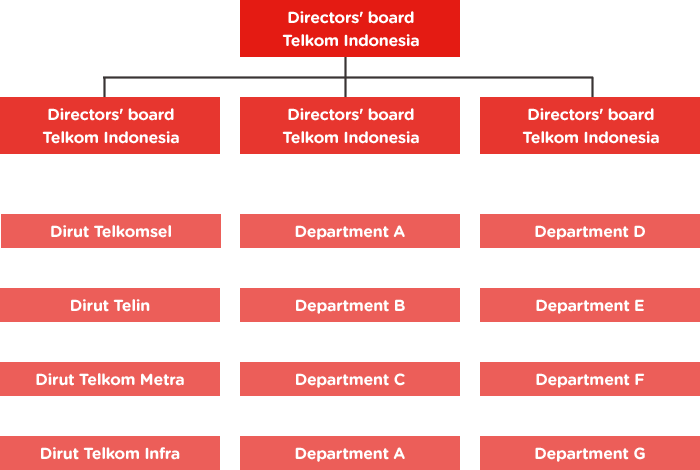 Directors' board
Telkom Indonesia
Directors' board
Telkom Indonesia
Directors' board
Telkom Indonesia
Directors' board
Telkom Indonesia
Dirut Telkomsel
Department A
Department D
Dirut Telin
Department B
Department E
Dirut Telkom Metra
Department C
Department F
Dirut Telkom Infra
Department A
Department G